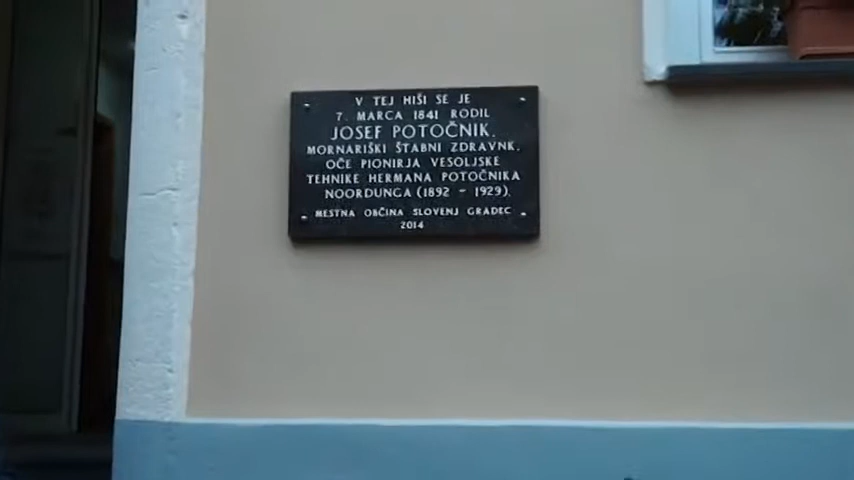 V TEJ HIŠI SE JE
7. MARCA 1841 RODIL
JOSEF POTOČNIK,
MORNARIŠKI ŠTABNI ZDRAVNK.
OČE PIONIRJA VESOLJSKE
TEHNIKE HERMANA POTOČNIKA
NOORDUNGA (1892 - 1929).
MESTNA OBČINA SLOVENJ GRADEC
2014